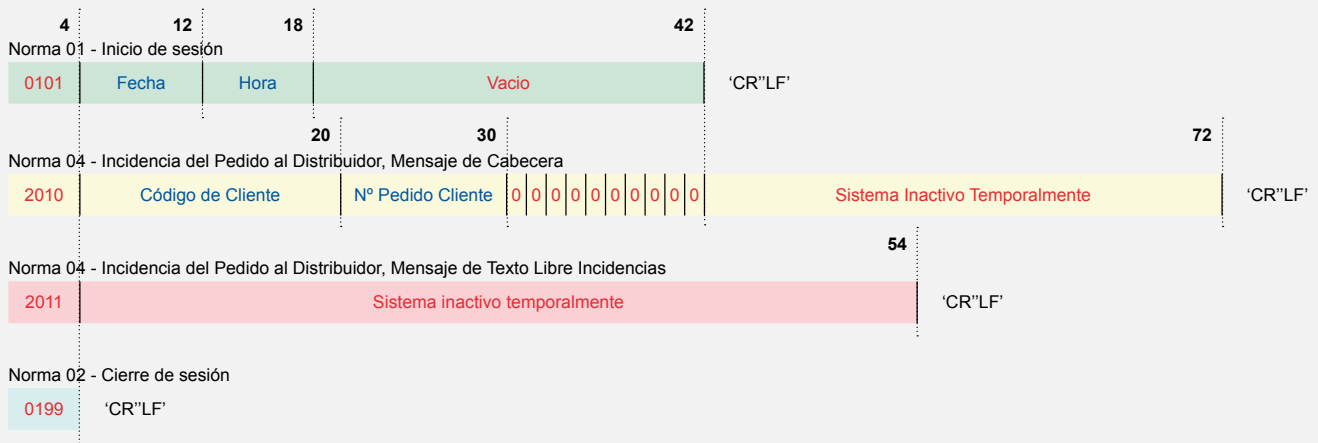 4 12 18 42
Norma 01 - Inicio de sesión
0101 Fecha Hora Vacio 'CR''LF'
20 30 72
Norma 04 - Incidencia del Pedido al Distribuidor, Mensaje de Cabecera
2010 Código de Cliente Nº Pedido Cliente 0 0 0 0 0 0 0 0 0 0 Sistema Inactivo Temporalmente 'CR''LF'
54
Norma 04 - Incidencia del Pedido al Distribuidor, Mensaje de Texto Libre Incidencias
2011 Sistema inactivo temporalmente 'CR''LF'
Norma 02 - Cierre de sesión
0199 'CR''LF'